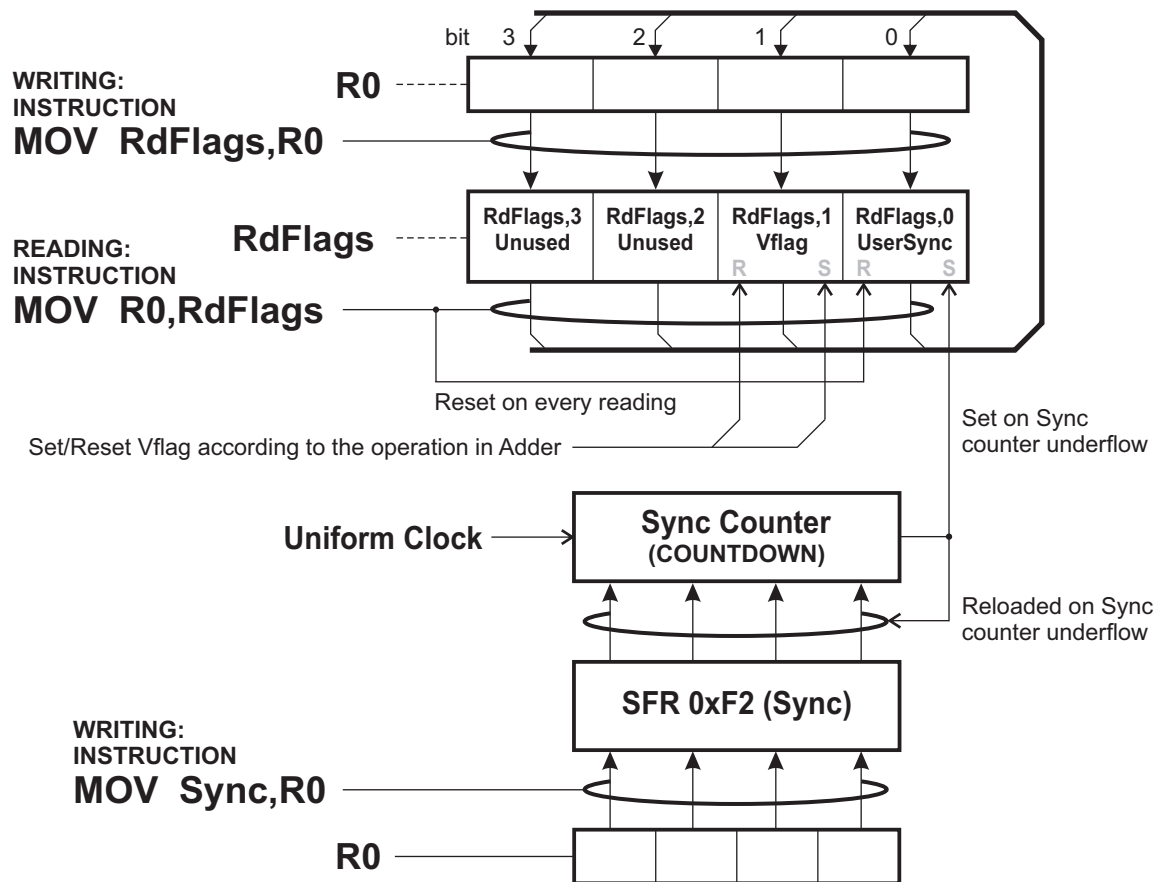 bit 3 2 1 0
WRITING:
INSTRUCTION
MOV RdFlags,R0
R0
RdFlags
RdFlags,3
Unused
RdFlags,2
Unused
RdFlags,1
Vflag
R S
RdFlags,0
UserSync
R S
READING:
INSTRUCTION
MOV R0,RdFlags
Reset on every reading
Set/Reset Vflag according to the operation in Adder
Set on Sync
counter underflow
Uniform Clock
Sync Counter
(COUNTDOWN)
Reloaded on Sync
counter underflow
SFR 0xF2 (Sync)
WRITING:
INSTRUCTION
MOV Sync,R0
R0